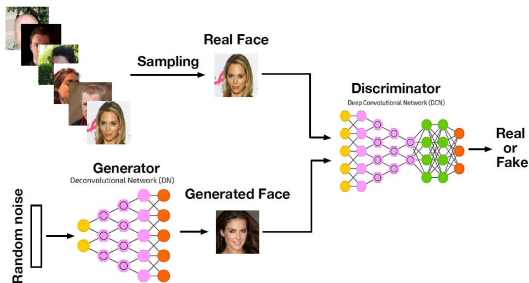 Real Face
Sampling
Discriminator
Deep Convolutional Network (DCN)
Real
or
Fake
Generator
Deconvolutional Network (DN)
Generated Face
Random noise